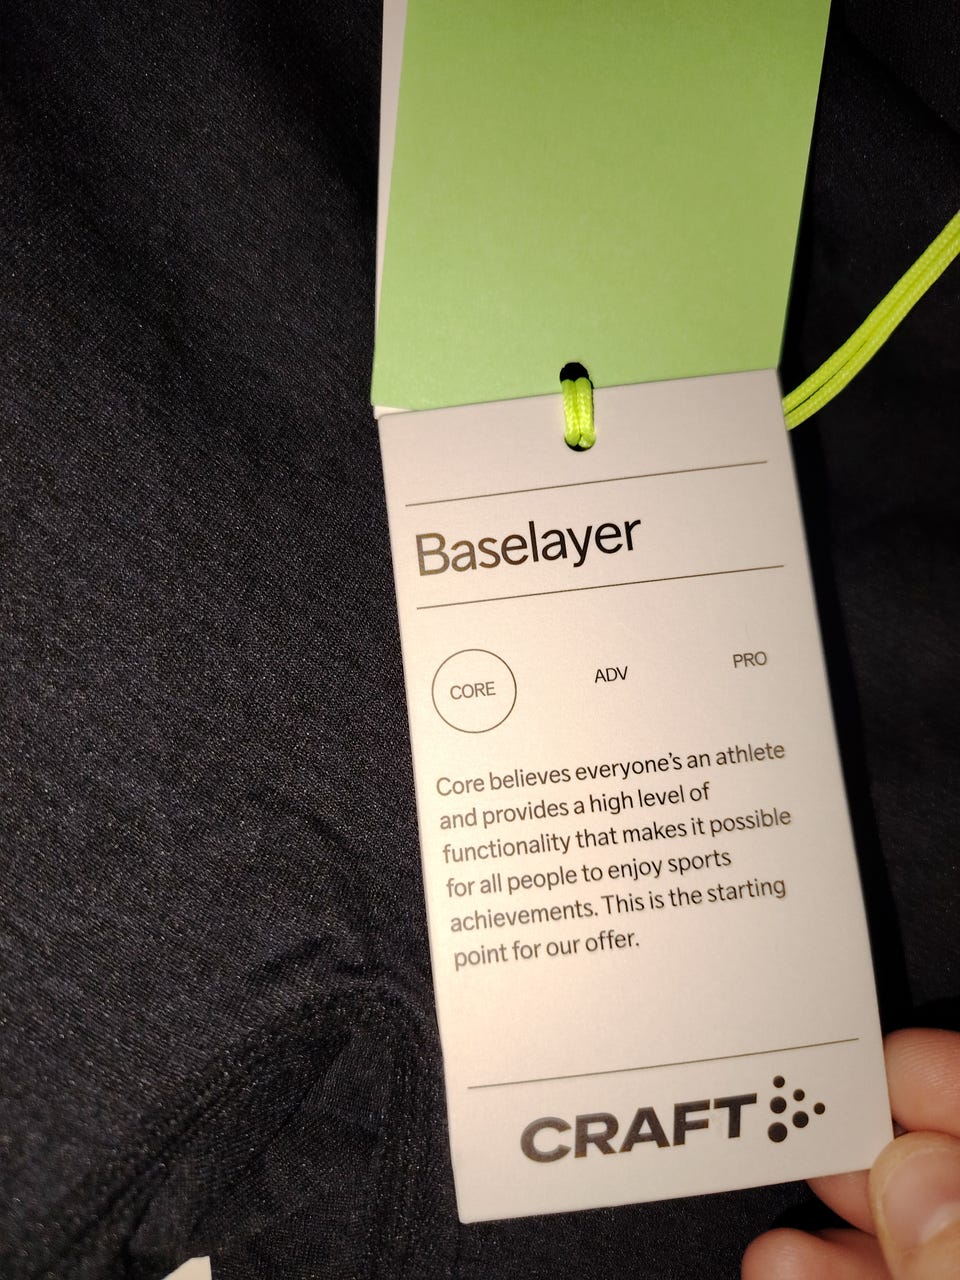 Baselayer
CORE ADV PRO
Core believes everyone's an athlete
and provides a high level of
functionality that makes it possible
for all people to enjoy sports
achievements. This is the starting
point for our offer.
CRAFT